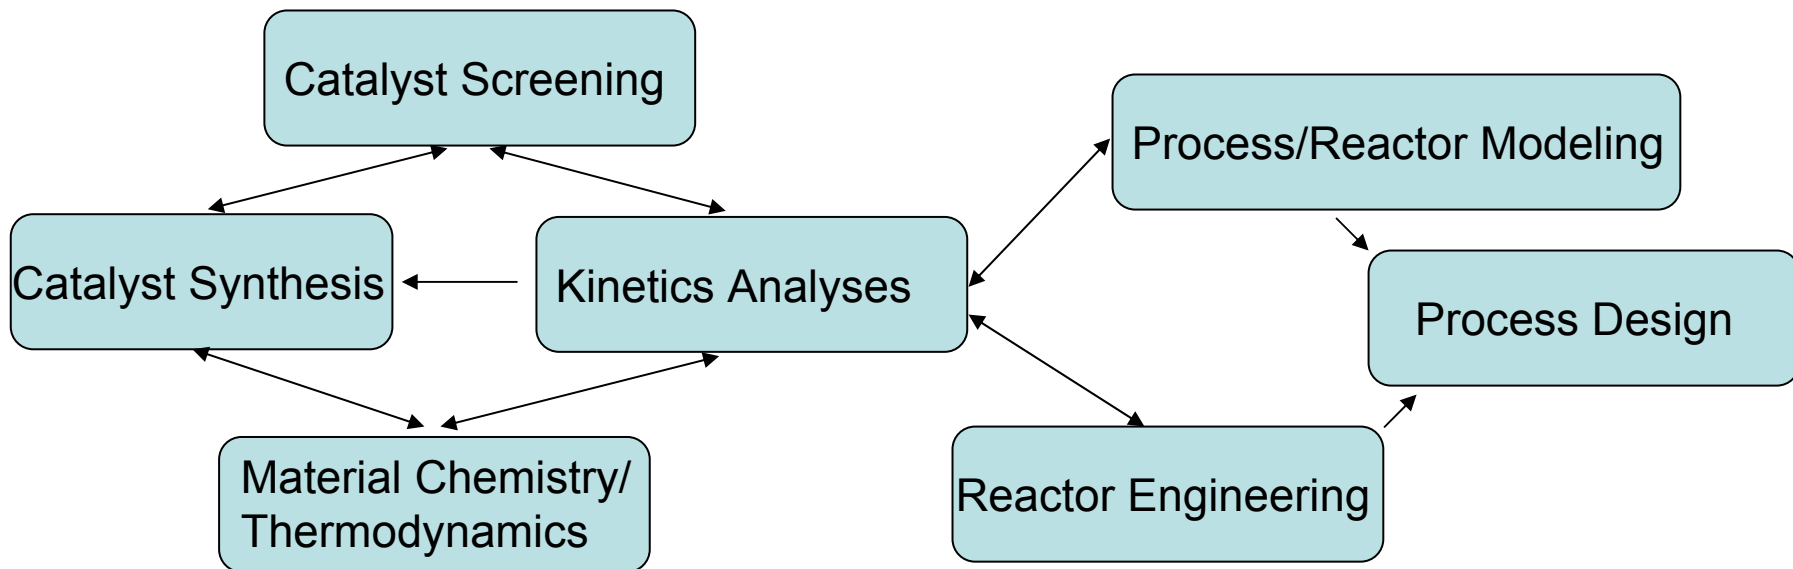 Catalyst Screening
Process/Reactor Modeling
Catalyst Synthesis
Kinetics Analyses
Process Design
Material Chemistry/
Thermodynamics
Reactor Engineering